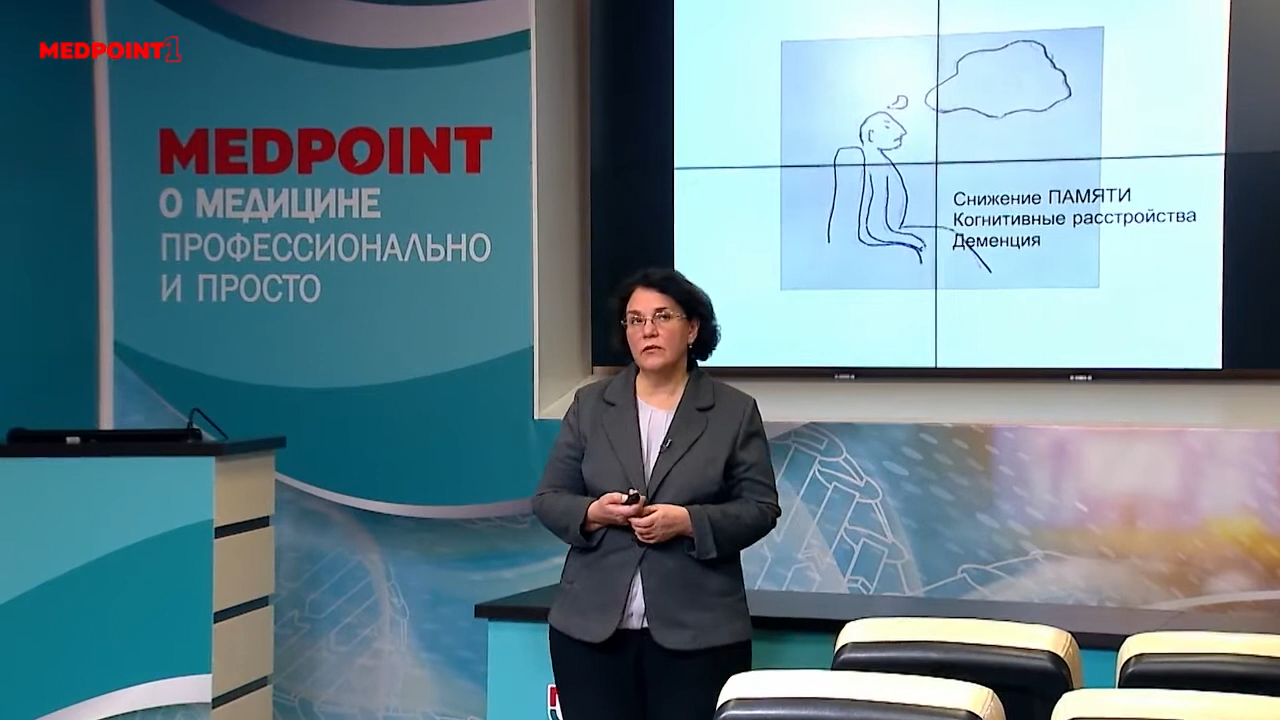 MEDPOINT1
MEDPOINT
О МЕДИЦИНЕ
ПРОФЕССИОНАЛЬНО
И ПРОСТО
Снижение ПАМЯТИ
Когнитивные расстройства
Деменция